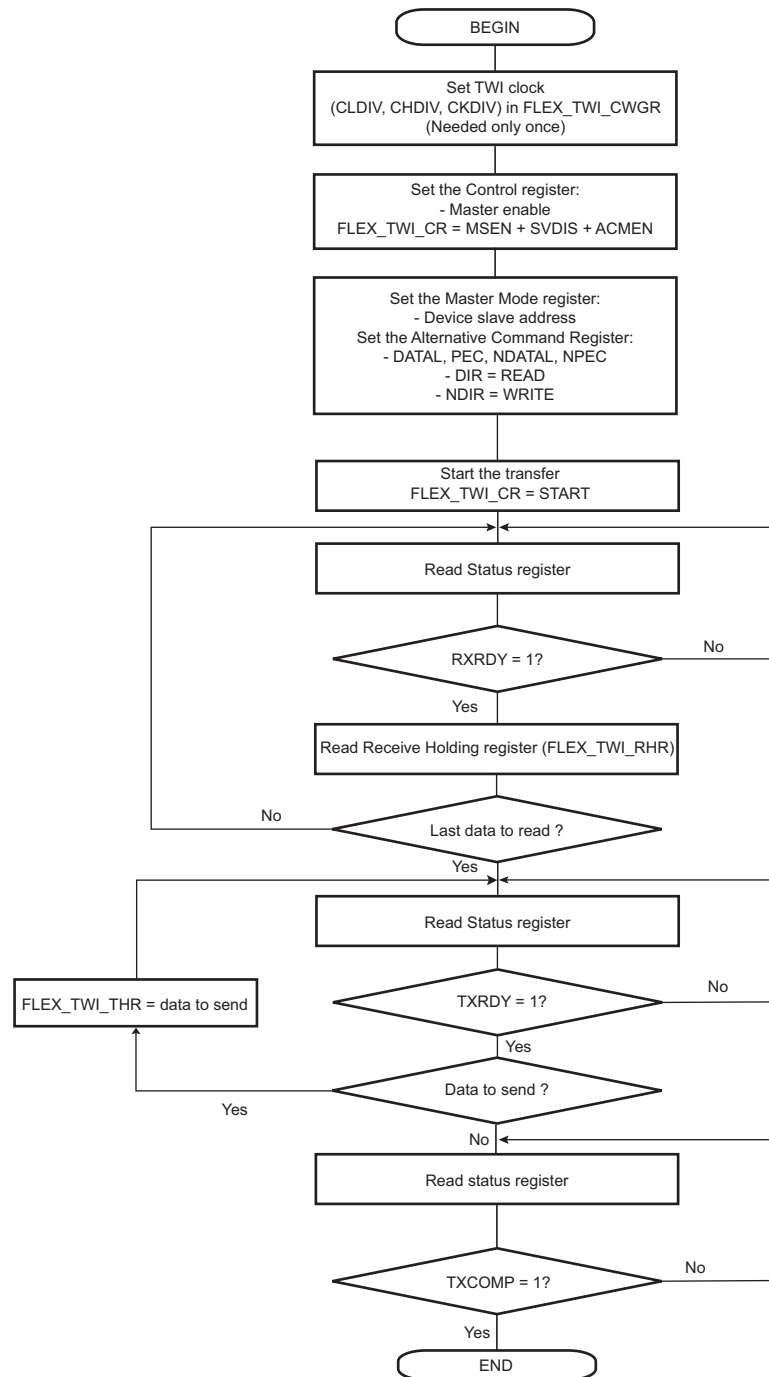 BEGIN
Set TWI clock
(CLDIV, CHDIV, CKDIV) in FLEX_TWI_CWGR
(Needed only once)
Set the Control register:
- Master enable
FLEX_TWI_CR = MSEN + SVDIS + ACMEN
Set the Master Mode register:
- Device slave address
Set the Alternative Command Register:
- DATAL, PEC, NDATAL, NPEC
- DIR = READ
- NDIR = WRITE
Start the transfer
FLEX_TWI_CR = START
Read Status register
RXRDY = 1?
No
Yes
Read Receive Holding register (FLEX_TWI_RHR)
No
Last data to read ?
Yes
Read Status register
FLEX_TWI_THR = data to send
TXRDY = 1?
No
Yes
Data to send ?
Yes
No
Read status register
TXCOMP = 1?
No
Yes
END